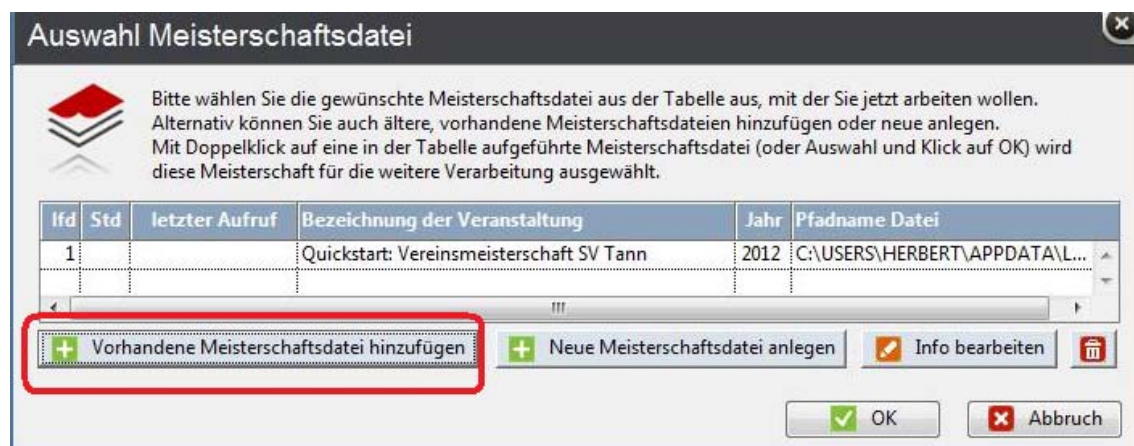 Auswahl Meisterschaftsdatei
Bitte wählen Sie die gewünschte Meisterschaftsdatei aus der Tabelle aus, mit der Sie jetzt arbeiten wollen.
Alternativ können Sie auch ältere, vorhandene Meisterschaftsdateien hinzufügen oder neue anlegen.
Mit Doppelklick auf eine in der Tabelle aufgeführte Meisterschaftsdatei (oder Auswahl und Klick auf OK) wird
diese Meisterschaft für die weitere Verarbeitung ausgewählt.
lfd Std letzter Aufruf Bezeichnung der Veranstaltung Jahr Pfadname Datei
1 Quickstart: Vereinsmeisterschaft SV Tann 2012 C:\USERS\HERBERT\APPDATA\L...
Vorhandene Meisterschaftsdatei hinzufügen Neue Meisterschaftsdatei anlegen Info bearbeiten
OK Abbruch